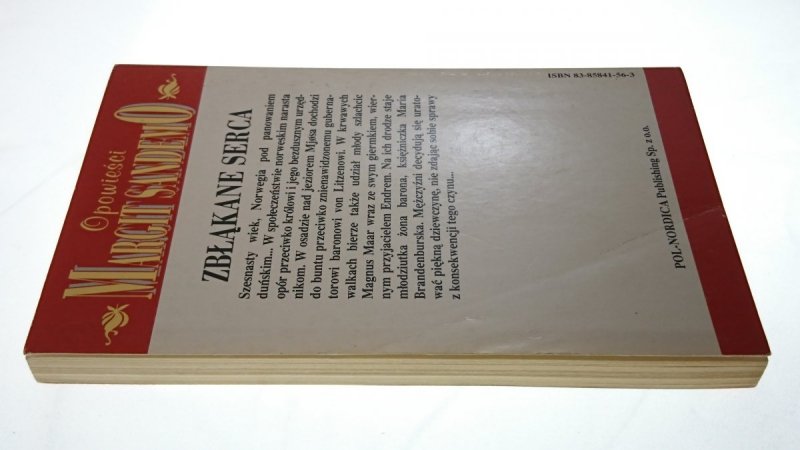 Opowieści
MARGIT SANDEMO
ZBŁĄKANE SERCA
Szesnasty wiek, Norwegia pod panowaniem
duńskim... W społeczeństwie norweskim narasta
opór przeciwko królowi i jego bezdusznym urzęd-
nikom. W osadzie nad jeziorem Mjøsa dochodzi
do buntu przeciwko znienawidzonemu guberna-
torowi baronowi von Litzenowi. W krwawych
walkach bierze także udział młody szlachcic
Magnus Maar wraz ze swym giermkiem, wier-
nym przyjacielem Endrem. Na ich drodze staje
młodziutka żona barona, księżniczka Maria
Brandenburska. Mężczyźni decydują się urato-
wać piękną dziewczynę, nie zdając sobie sprawy
z konsekwencji tego czynu...
ISBN 83-85841-56-3
POL-NORDICA Publishing Sp. z o.o.